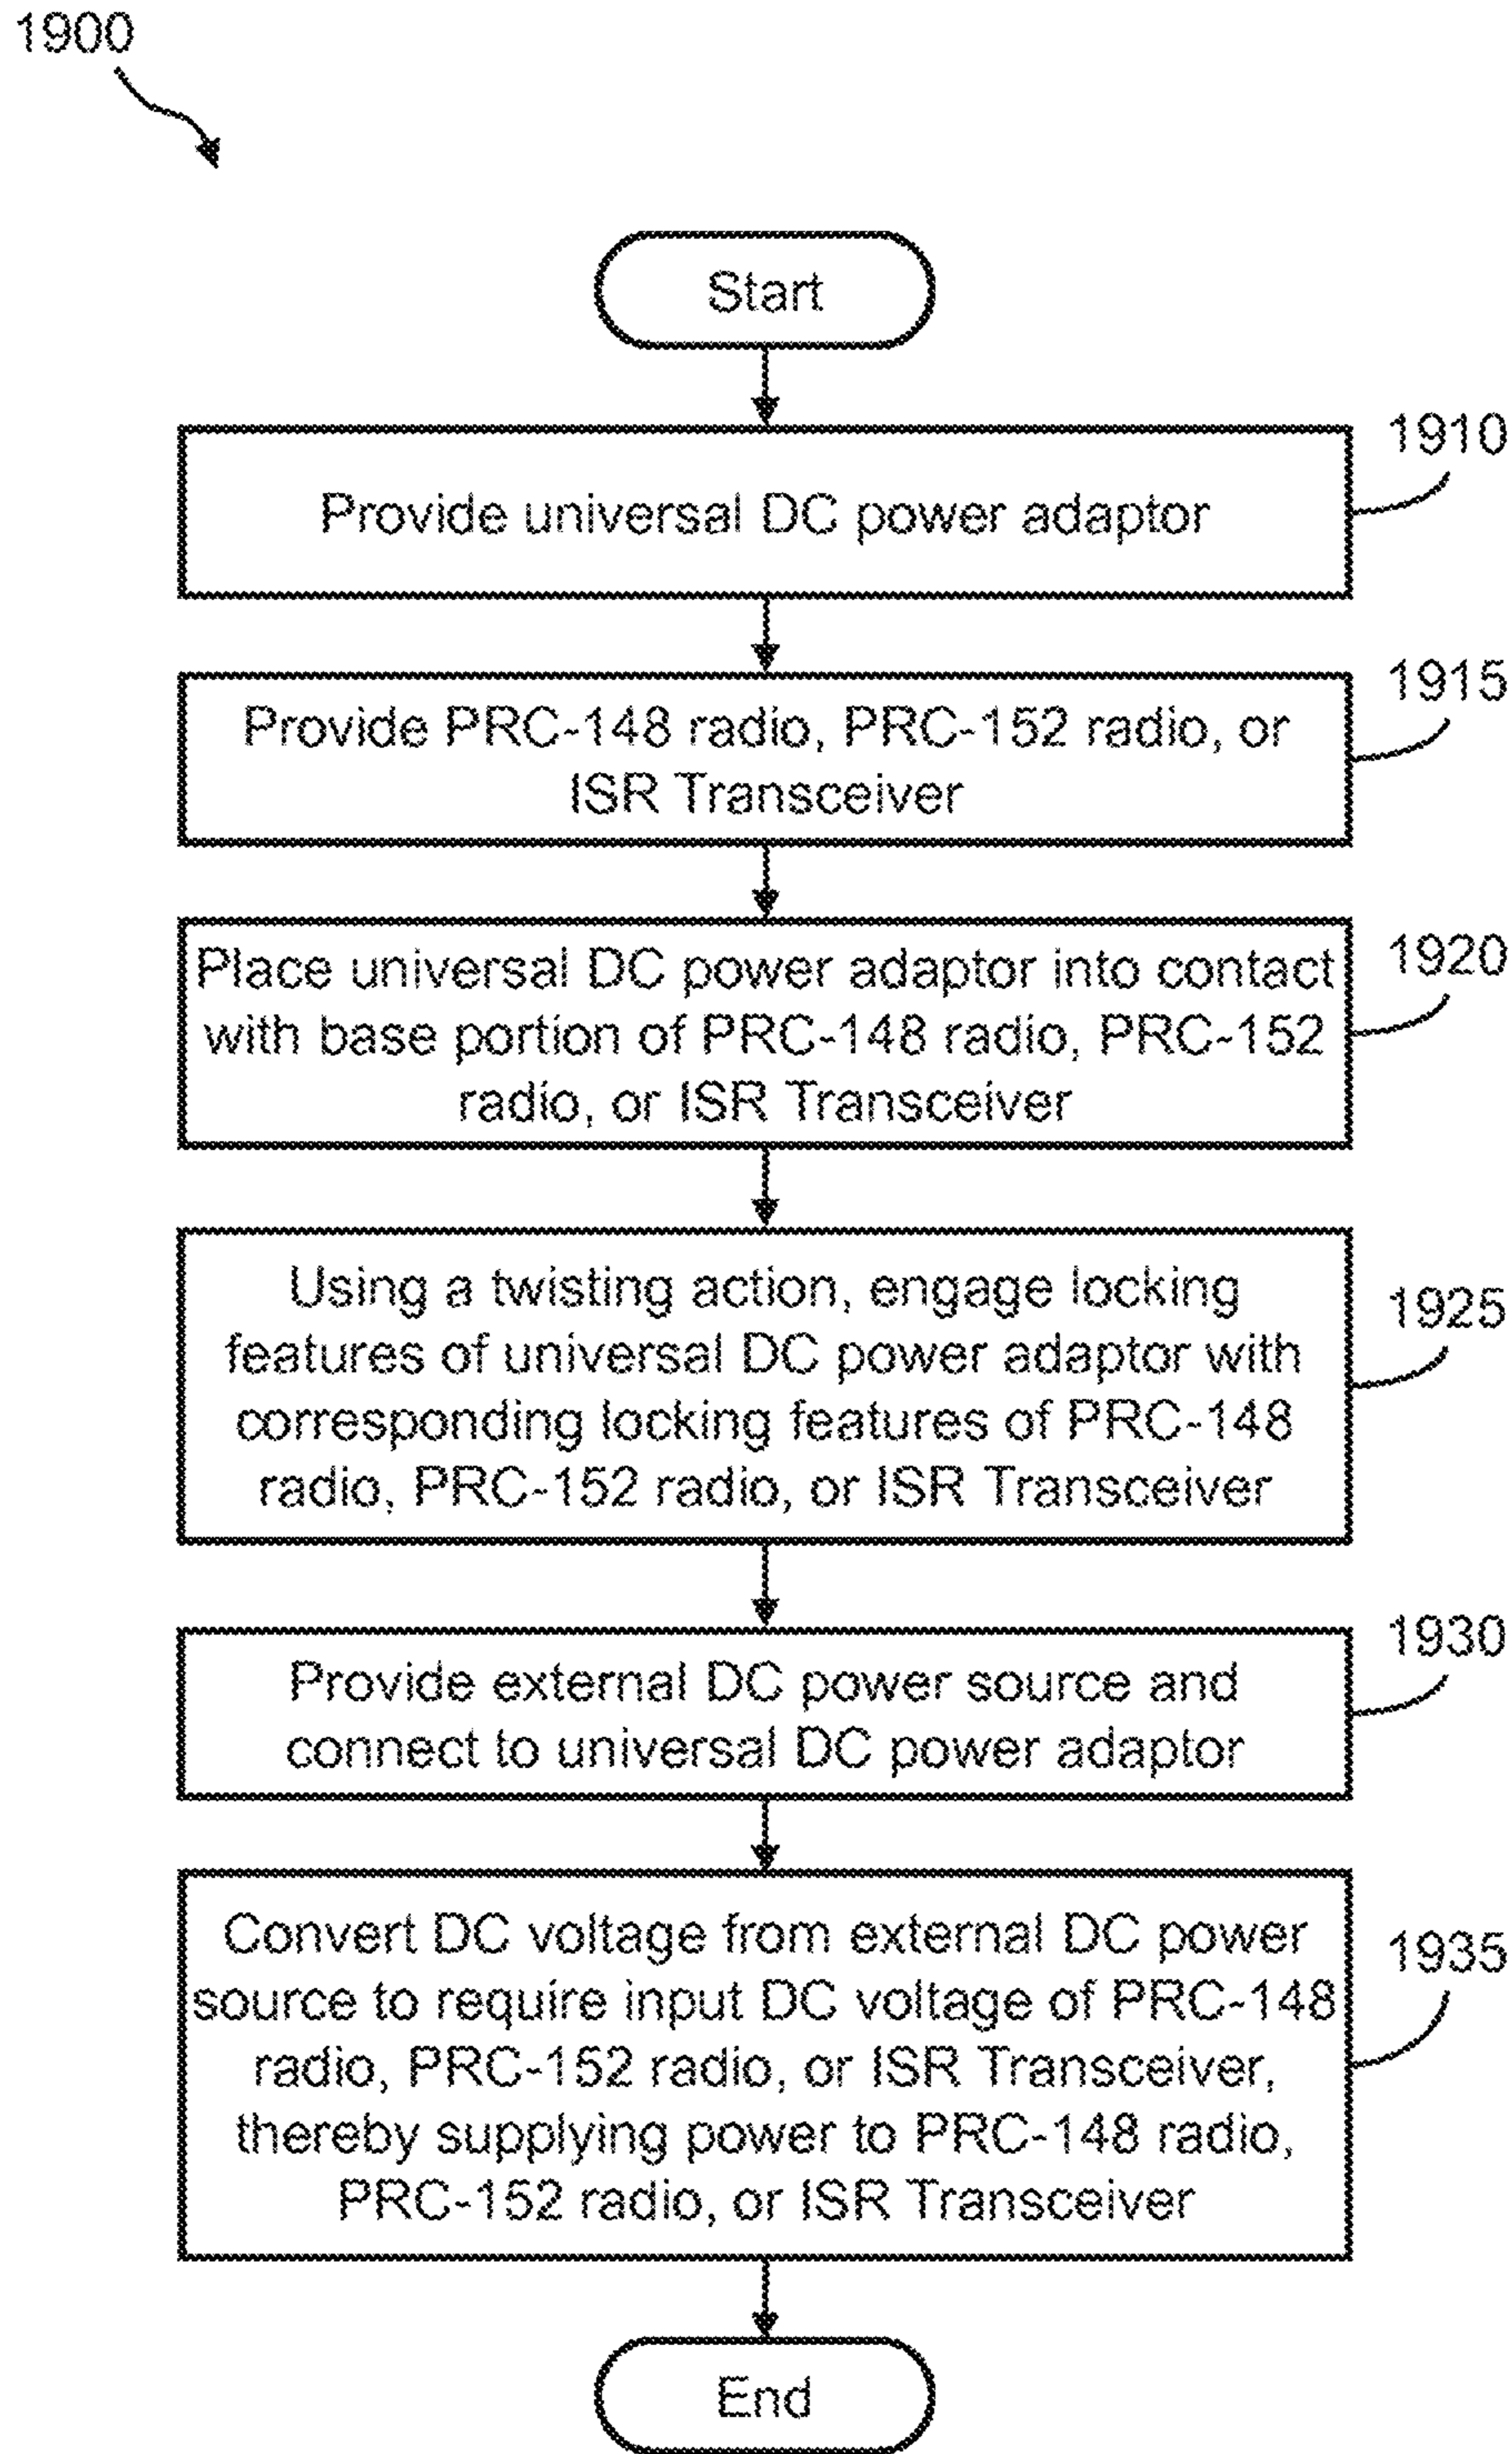 1900
Start
1910
Provide universal DC power adaptor
1915
Provide PRC-148 radio, PRC-152 radio, or
ISR Transceiver
1920
Place universal DC power adaptor into contact
with base portion of PRC-148 radio, PRC-152
radio, or ISR Transceiver
1925
Using a twisting action, engage locking
features of universal DC power adaptor with
corresponding locking features of PRC-148
radio, PRC-152 radio, or ISR Transceiver
1930
Provide external DC power source and
connect to universal DC power adaptor
1935
Convert DC voltage from external DC power
source to require input DC voltage of PRC-148
radio, PRC-152 radio, or ISR Transceiver,
thereby supplying power to PRC-148 radio,
PRC-152 radio, or ISR Transceiver
End